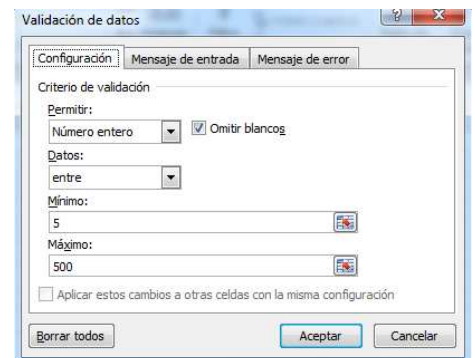 Validación de datos
Configuración Mensaje de entrada Mensaje de error
Criterio de validación
Permitir:
Número entero Omitir blancos
Datos:
entre
Mínimo:
5
Máximo:
500
Aplicar estos cambios a otras celdas con la misma configuración
Borrar todos Aceptar Cancelar